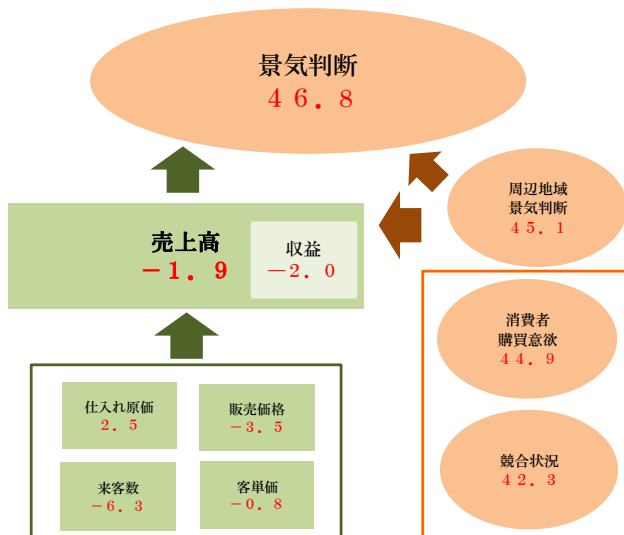 景気判断
４６．８
周辺地域
景気判断
４５．１
売上高
－１．９
収益
－２．０
消費者
購買意欲
４４．９
仕入れ原価
２．５
販売価格
－３．５
来客数
－６．３
客単価
－０．８
競合状況
４２．３